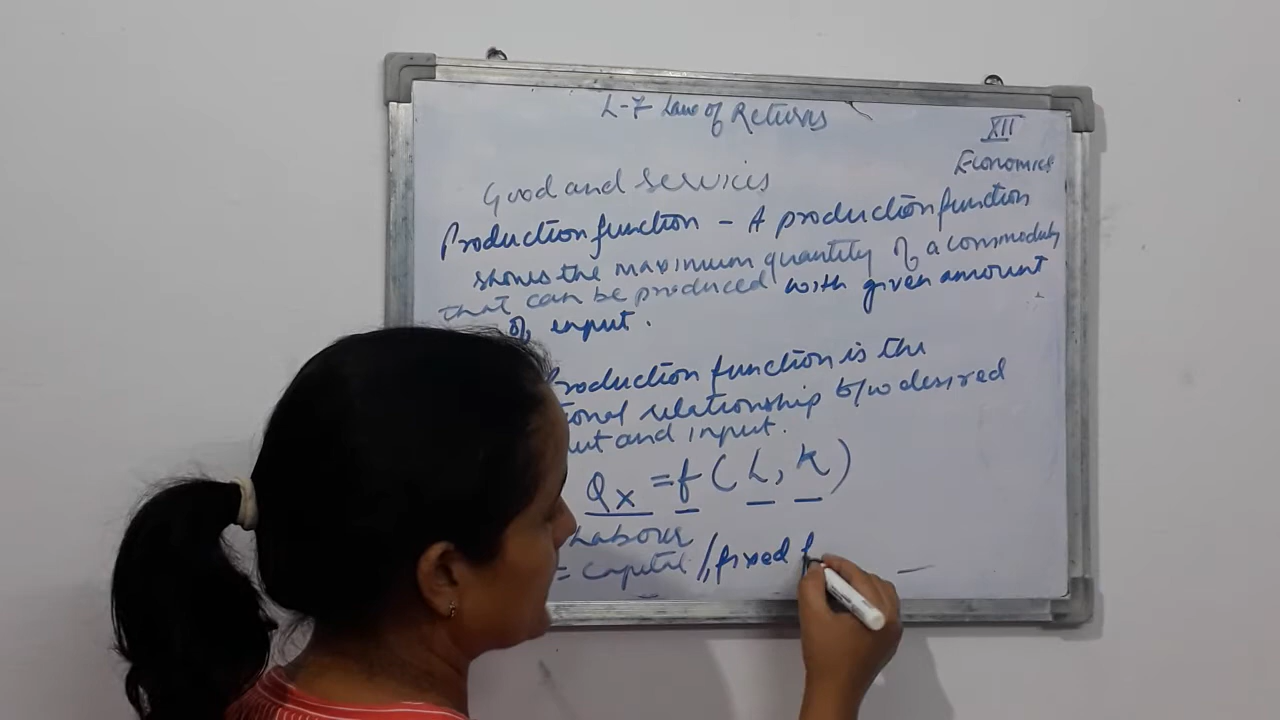 L-7 Law of Returns
XII
Economics
Good and services
Production function - A production function
shows the maximum quantity of a commodity
that can be produced with given amount
of input.
Production function is the
tional relationship b/w desired
ut and input.
Qx = f (L, K)
Labour
= capital / fixed f